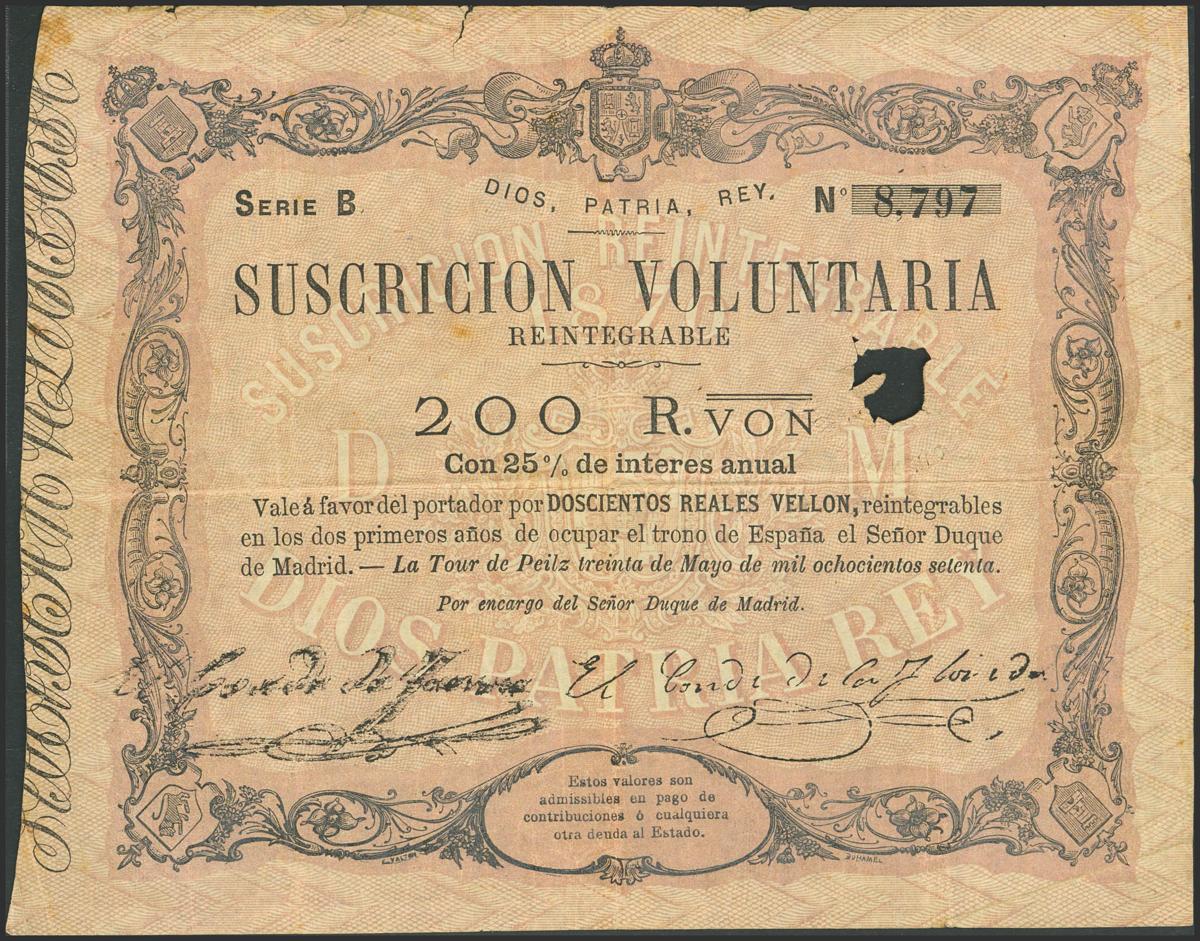 DIOS, PATRIA, REY.
SERIE B. Nº 8,797
SUSCRICION VOLUNTARIA
REINTEGRABLE
200 R. VON
Con 25 % de interes anual
Vale á favor del portador por DOSCIENTOS REALES VELLON, reintegrables
en los dos primeros años de ocupar el trono de España el Señor Duque
de Madrid. — La Tour de Peilz treinta de Mayo de mil ochocientos setenta.
Por encargo del Señor Duque de Madrid.
El Conde de la Florida
Estos valores son
admissibles en pago de
contribuciones ó cualquiera
otra deuda al Estado.
DUHAMEL
SUSCRICION REINTEGRABLE
1870
D M
DIOS PATRIA REY